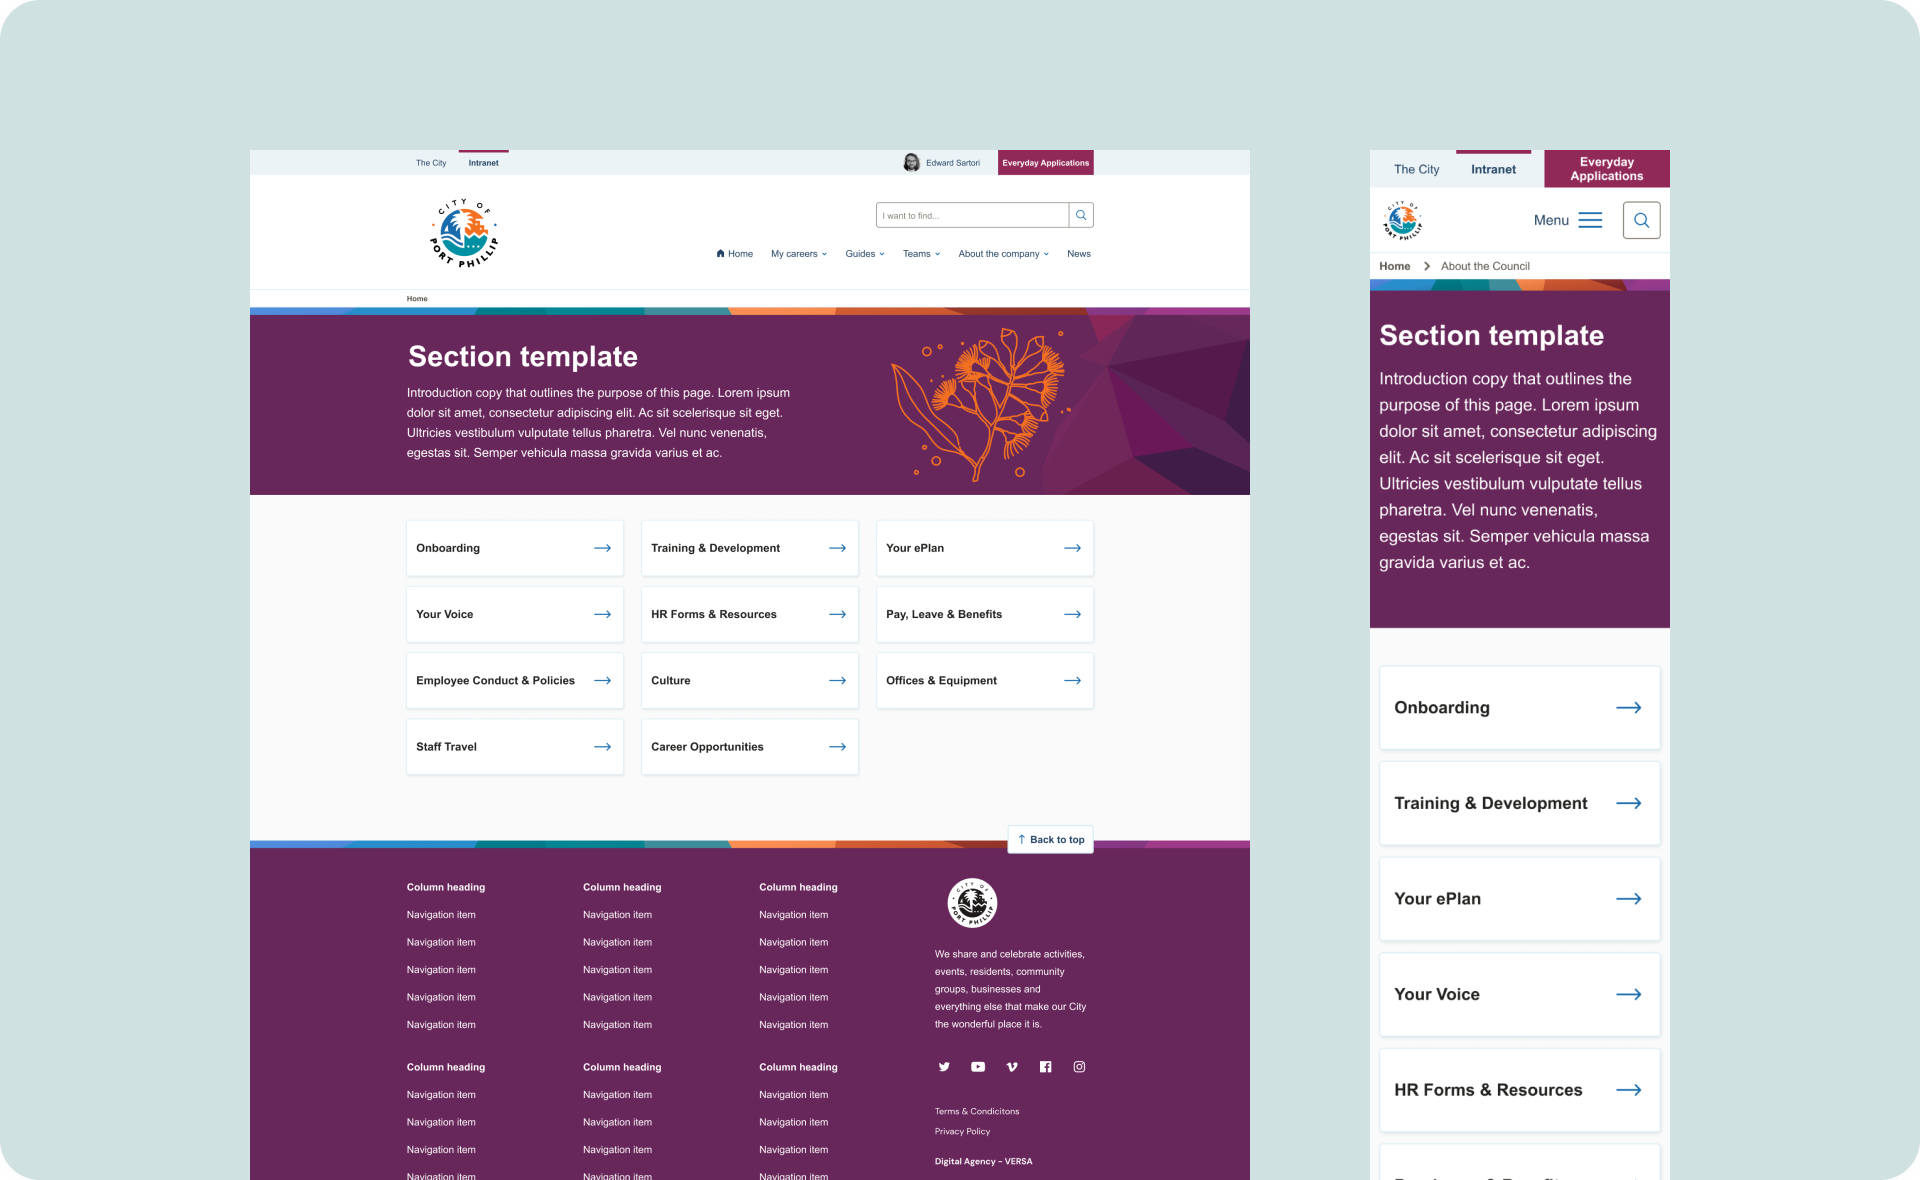 The City
Intranet
Edward Sartori
Everyday Applications
CITY OF
PORT PHILLIP
I want to find...
Home
My careers
Guides
Teams
About the company
News
Home
Section template
Introduction copy that outlines the purpose of this page. Lorem ipsum
dolor sit amet, consectetur adipiscing elit. Ac sit scelerisque sit eget.
Ultricies vestibulum vulputate tellus pharetra. Vel nunc venenatis,
egestas sit. Semper vehicula massa gravida varius et ac.
Onboarding
Training & Development
Your ePlan
Your Voice
HR Forms & Resources
Pay, Leave & Benefits
Employee Conduct & Policies
Culture
Offices & Equipment
Staff Travel
Career Opportunities
Back to top
Column heading
Navigation item
Navigation item
Navigation item
Navigation item
Navigation item
Column heading
Navigation item
Navigation item
Navigation item
Navigation item
Column heading
Navigation item
Navigation item
Navigation item
Navigation item
Navigation item
Column heading
Navigation item
Navigation item
Navigation item
Navigation item
Column heading
Navigation item
Navigation item
Navigation item
Navigation item
Navigation item
Column heading
Navigation item
Navigation item
Navigation item
Navigation item
CITY OF
PORT PHILLIP
We share and celebrate activities,
events, residents, community
groups, businesses and
everything else that make our City
the wonderful place it is.
Terms & Condicitons
Privacy Policy
Digital Agency - VERSA
The City
Intranet
Everyday
Applications
CITY OF
PORT PHILLIP
Menu
Home
About the Council
Section template
Introduction copy that outlines the
purpose of this page. Lorem ipsum
dolor sit amet, consectetur adipiscing
elit. Ac sit scelerisque sit eget.
Ultricies vestibulum vulputate tellus
pharetra. Vel nunc venenatis,
egestas sit. Semper vehicula massa
gravida varius et ac.
Onboarding
Training & Development
Your ePlan
Your Voice
HR Forms & Resources